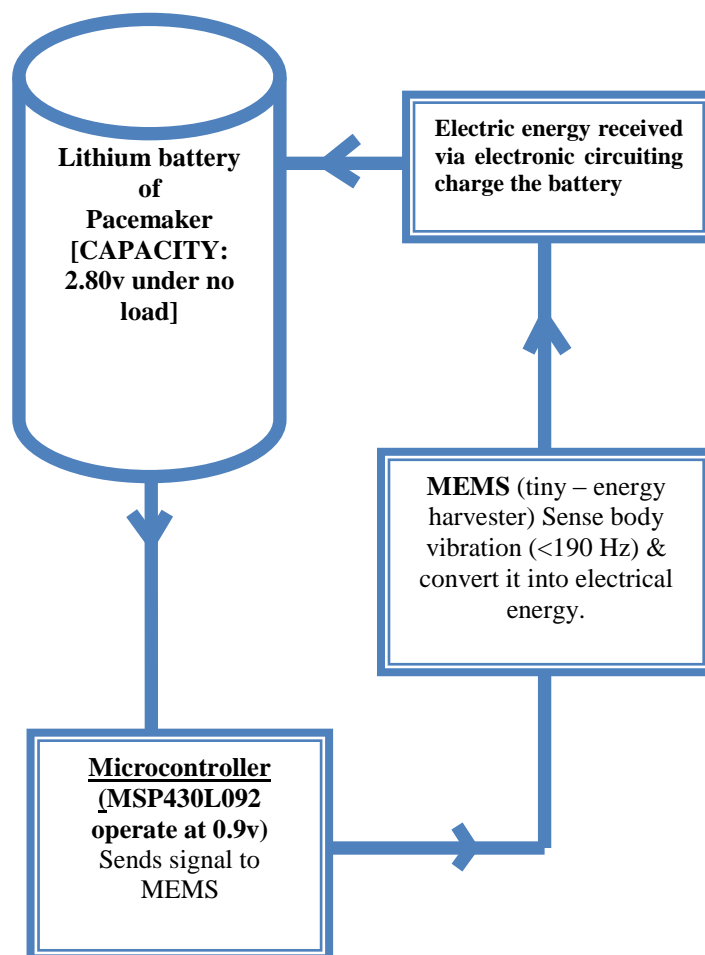 Lithium battery
of
Pacemaker
[CAPACITY:
2.80v under no
load]
Electric energy received
via electronic circuiting
charge the battery
MEMS (tiny – energy
harvester) Sense body
vibration (<190 Hz) &
convert it into electrical
energy.
Microcontroller
(MSP430L092
operate at 0.9v)
Sends signal to
MEMS